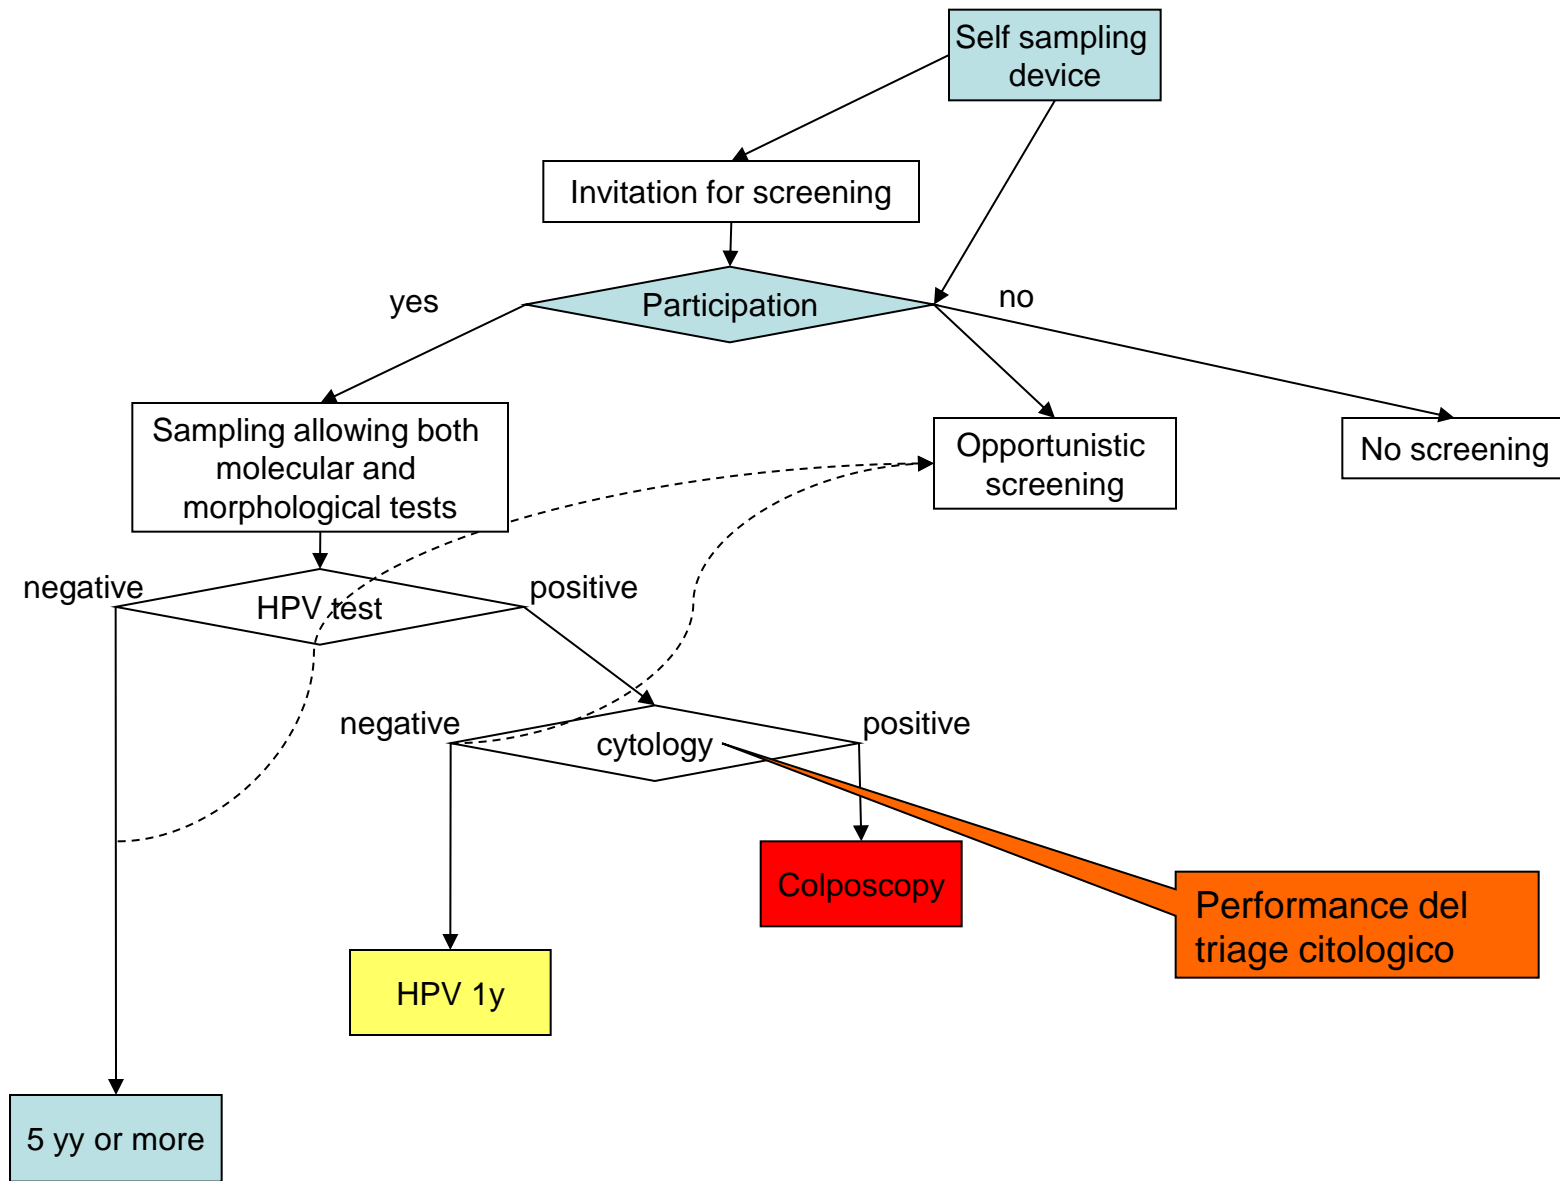 Self sampling
device
Invitation for screening
yes
Participation
no
Sampling allowing both
molecular and
morphological tests
Opportunistic
screening
No screening
negative
HPV test
positive
negative
cytology
positive
Colposcopy
Performance del
triage citologico
HPV 1y
5 yy or more